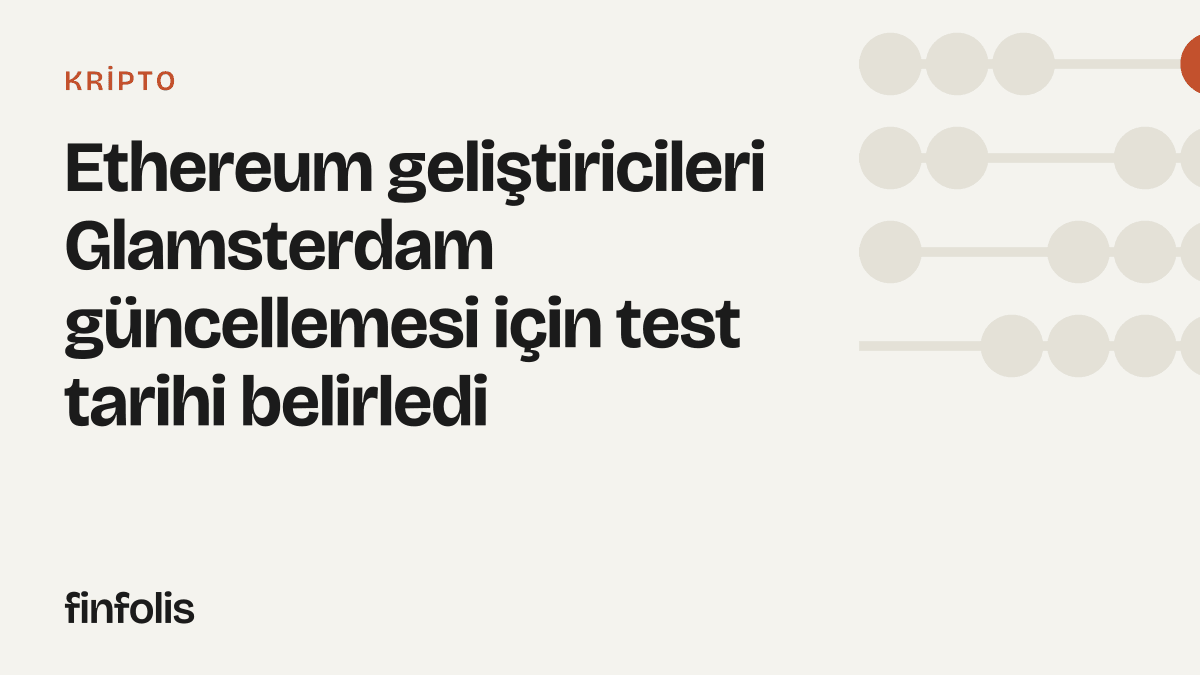 KRİPTO
Ethereum geliştiricileri
Glamsterdam
güncellemesi için test
tarihi belirledi
finfolis